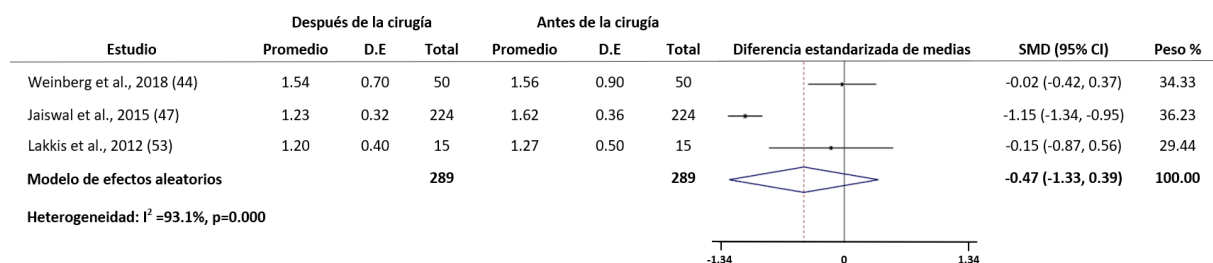 Después de la cirugía Antes de la cirugía
Estudio Promedio D.E Total Promedio D.E Total Diferencia estandarizada de medias SMD (95% CI) Peso %
Weinberg et al., 2018 (44) 1.54 0.70 50 1.56 0.90 50 -0.02 (-0.42, 0.37) 34.33
Jaiswal et al., 2015 (47) 1.23 0.32 224 1.62 0.36 224 -1.15 (-1.34, -0.95) 36.23
Lakkis et al., 2012 (53) 1.20 0.40 15 1.27 0.50 15 -0.15 (-0.87, 0.56) 29.44
Modelo de efectos aleatorios 289 289 -0.47 (-1.33, 0.39) 100.00
Heterogeneidad: I² =93.1%, p=0.000
-1.34 0 1.34